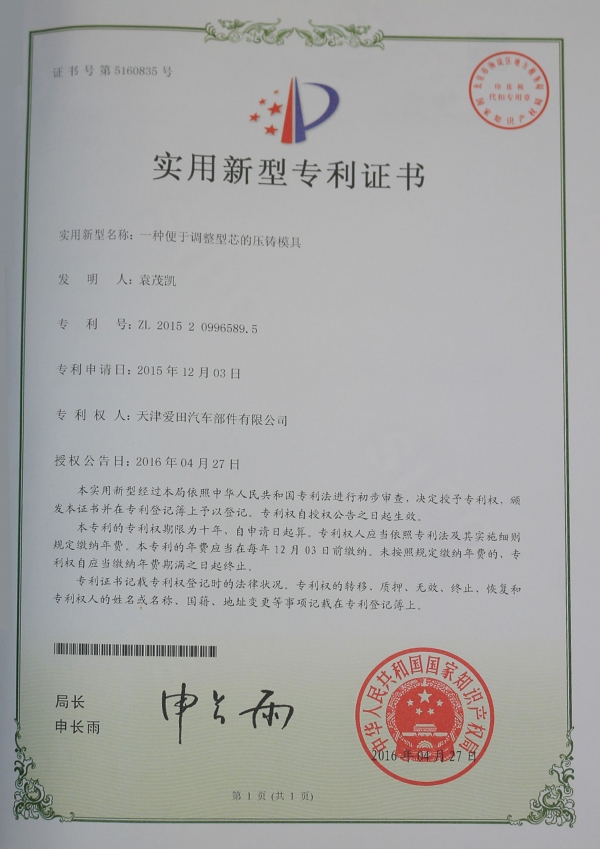 证书号第5160835号
印花税
代扣专用章
国家知识产权局
实用新型专利证书
实用新型名称：一种便于调整型芯的压铸模具
发明人：袁茂凯
专利号：ZL 2015 2 0996589.5
专利申请日：2015年12月03日
专利权人：天津爱田汽车部件有限公司
授权公告日：2016年04月27日
本实用新型经过本局依照中华人民共和国专利法进行初步审查，决定授予专利权，颁
发本证书并在专利登记簿上予以登记。专利权自授权公告之日起生效。
本专利的专利权期限为十年，自申请日起算。专利权人应当依照专利法及其实施细则
规定缴纳年费。本专利的年费应当在每年12月03日前缴纳。未按照规定缴纳年费的，专
利权自应当缴纳年费期满之日起终止。
专利证书记载专利权登记时的法律状况。专利权的转移、质押、无效、终止、恢复和
专利权人的姓名或名称、国籍、地址变更等事项记载在专利登记簿上。
局长
申长雨
申长雨
中华人民共和国国家知识产权局
2016年04月27日
第1页(共1页)